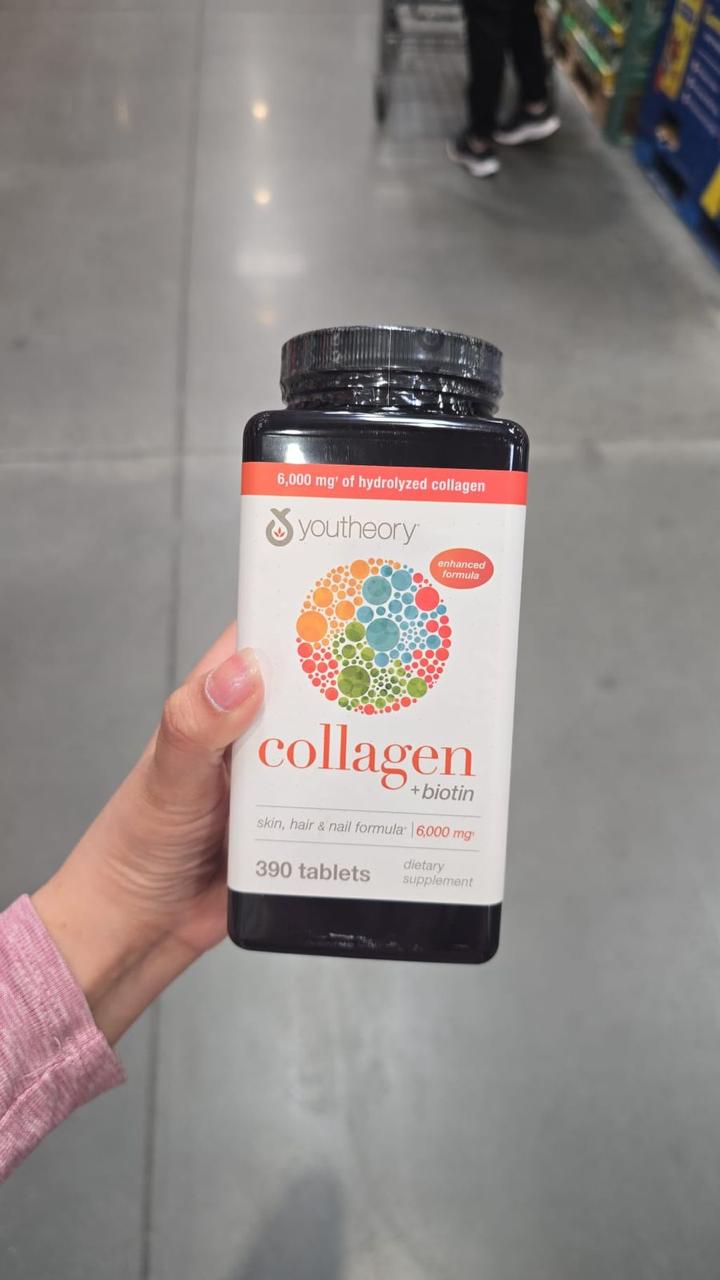 6,000 mg† of hydrolyzed collagen
youtheory™
enhanced
formula
collagen
+biotin
skin, hair & nail formula* | 6,000 mg†
390 tablets
dietary
supplement